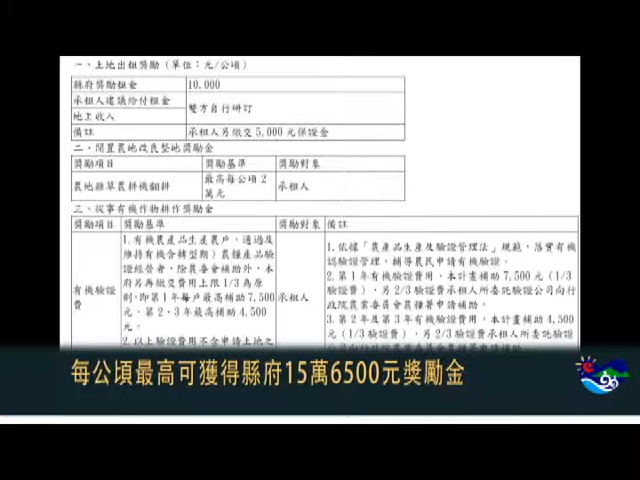 一、土地出租獎勵(單位：元/公頃)
縣府獎勵租金 10,000
承租人建議給付租金 雙方自行研訂
地主收入
備註 承租人另繳交5,000元保證金
二、閒置農地改良整地獎勵金
獎勵項目 獎勵基準 獎勵對象
農地雜草農耕機翻耕 最高每公頃2萬元 承租人
三、從事有機作物耕作獎勵金
獎勵項目 獎勵基準 獎勵對象 備註
有機驗證費
1.有機農產品生產農戶，通過及
維持有機(含轉型期)農糧產品驗
證經營者，除農委會補助外，本
府另再繳交費用上限1/3為原
則，即第1年每戶最高補助7,500
元，第2、3年最高補助4,500
元。
2.以上驗證費不含申請土地之
承租人
1.依據「農產品生產及驗證管理法」規範，落實有機
認驗證管理，輔導農民申請有機驗證。
2.第1年有機驗證費用，本計畫補助7,500元(1/3
驗證費)，另2/3驗證費承租人所委託驗證公司向行
政院農業委員會農糧署申請補助。
3.第2年及第3年有機驗證費用，本計畫補助4,500
元(1/3驗證費)，另2/3驗證費承租人所委託驗證
每公頃最高可獲得縣府15萬6500元獎勵金